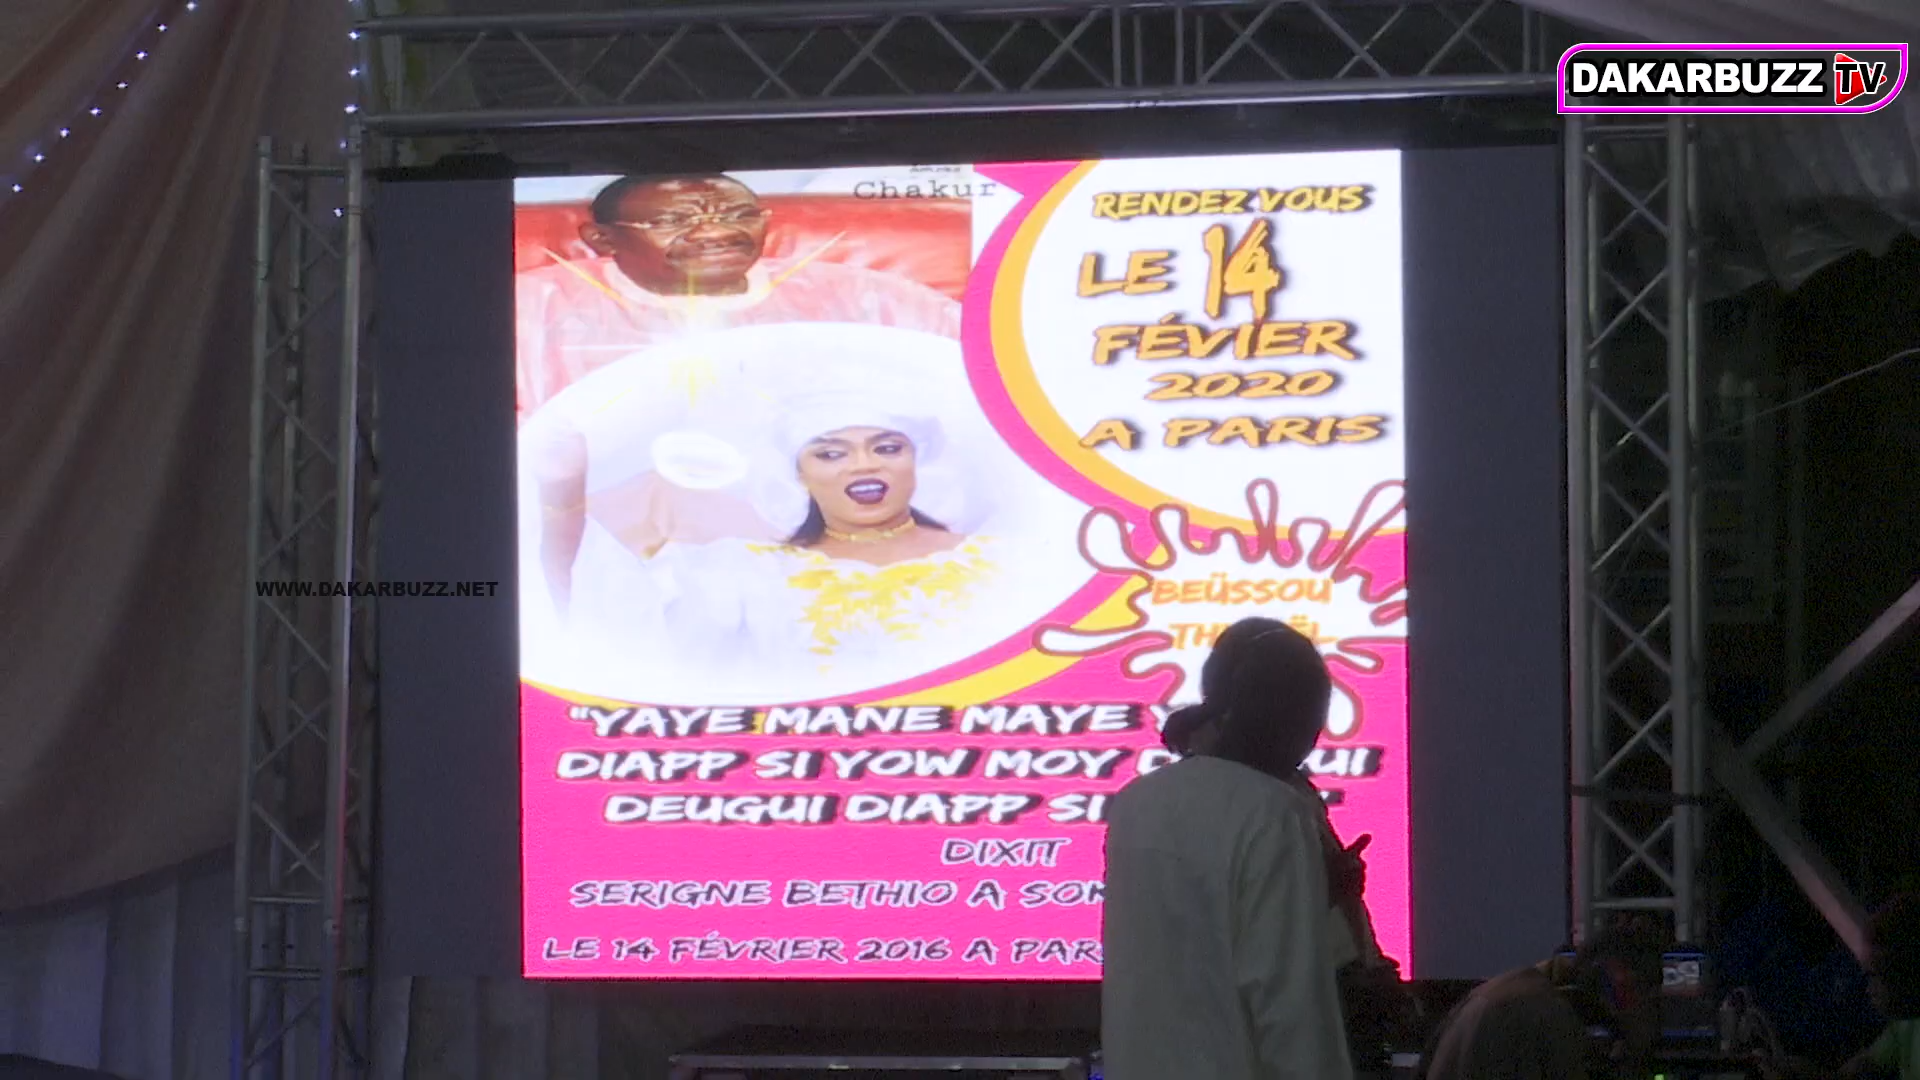 DAKARBUZZ TV
Chakur
RENDEZ VOUS
LE 14
FÉVIER
2020
A PARIS
BEÜSSOU
WWW.DAKARBUZZ.NET
"YAYE MANE MAYE
DIAPP SI YOW MOY
DEUGUI DIAPP SI
DIXIT
SERIGNE BETHIO A
LE 14 FÉVRIER 2016 A